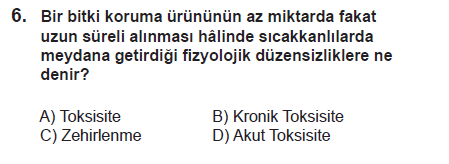 6. Bir bitki koruma ürününün az miktarda fakat
uzun süreli alınması hâlinde sıcakkanlılarda
meydana getirdiği fizyolojik düzensizliklere ne
denir?
A) Toksisite B) Kronik Toksisite
C) Zehirlenme D) Akut Toksisite